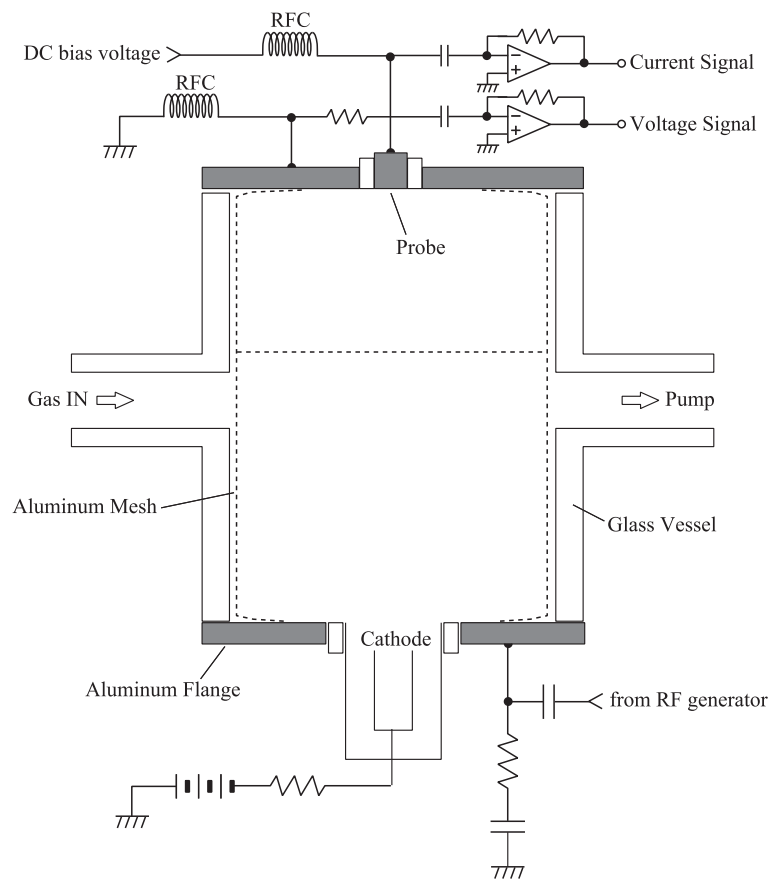 RFC
DC bias voltage
Current Signal
RFC
Voltage Signal
Probe
Gas IN
Pump
Aluminum Mesh
Glass Vessel
Cathode
Aluminum Flange
from RF generator